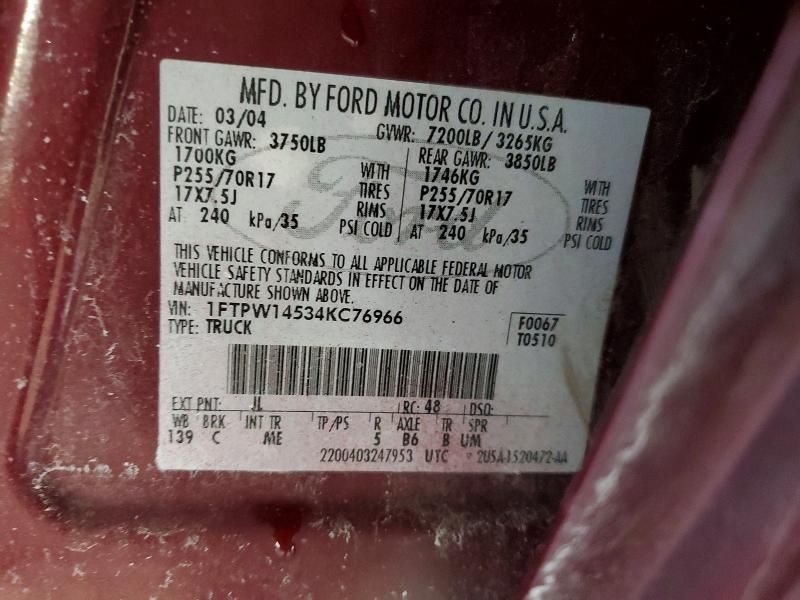 MFD. BY FORD MOTOR CO. IN U.S.A.
DATE: 03/04 GVWR: 7200LB / 3265KG
FRONT GAWR: 3750LB REAR GAWR: 3850LB
1700KG WITH 1746KG WITH
P255/70R17 TIRES P255/70R17 TIRES
17X7.5J RIMS 17X7.5J RIMS
AT 240 kPa/35 PSI COLD AT 240 kPa/35 PSI COLD
Ford
THIS VEHICLE CONFORMS TO ALL APPLICABLE FEDERAL MOTOR
VEHICLE SAFETY STANDARDS IN EFFECT ON THE DATE OF
MANUFACTURE SHOWN ABOVE.
VIN: 1FTPW14534KC76966 F0067
TYPE: TRUCK T0510
EXT PNT: JL RC: 48 DSO:
WB BRK INT TR TP/PS R AXLE TR SPR
139 C ME 5 B6 B UM
2200403247953 UTC 2U5A-1520472-AA